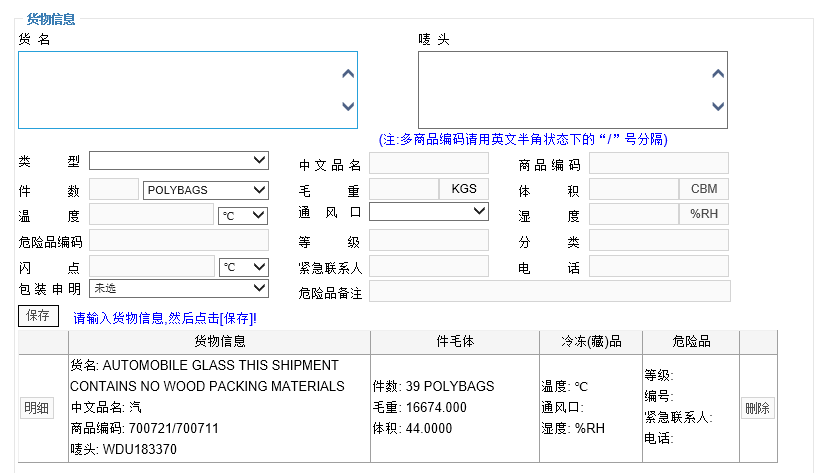 货物信息
货 名 唛 头
(注:多商品编码请用英文半角状态下的“/”号分隔)
类 型 中文品名 商品编码
件 数 POLYBAGS 毛 重 KGS 体 积 CBM
温 度 ℃ 通 风 口 湿 度 %RH
危险品编码 等 级 分 类
闪 点 ℃ 紧急联系人 电 话
包装申明 未选 危险品备注
保存 请输入货物信息,然后点击[保存]!
货物信息 件毛体 冷冻(藏)品 危险品
明细
货名: AUTOMOBILE GLASS THIS SHIPMENT
CONTAINS NO WOOD PACKING MATERIALS
中文品名: 汽
商品编码: 700721/700711
唛头: WDU183370
件数: 39 POLYBAGS
毛重: 16674.000
体积: 44.0000
温度: ℃
通风口:
湿度: %RH
等级:
编号:
紧急联系人:
电话:
删除